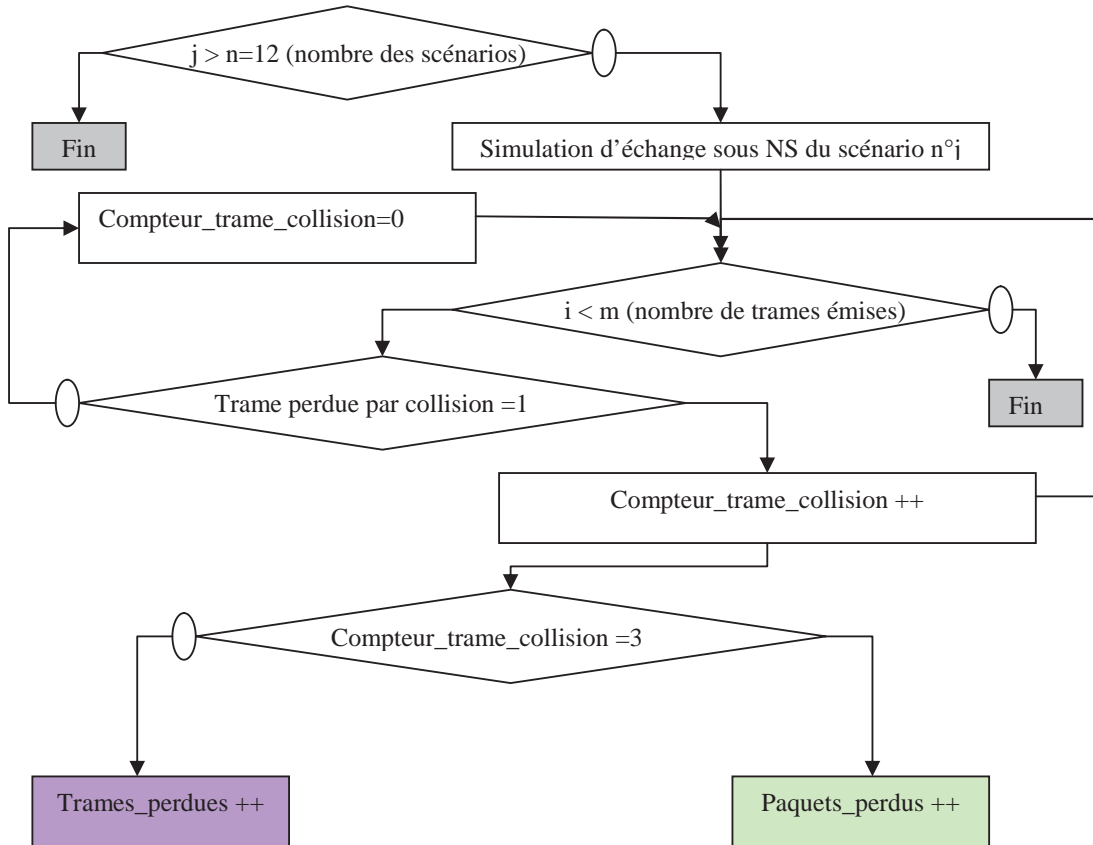 j > n=12 (nombre des scénarios)
Fin
Simulation d’échange sous NS du scénario n°j
Compteur_trame_collision=0
i < m (nombre de trames émises)
Trame perdue par collision =1
Fin
Compteur_trame_collision ++
Compteur_trame_collision =3
Trames_perdues ++
Paquets_perdus ++